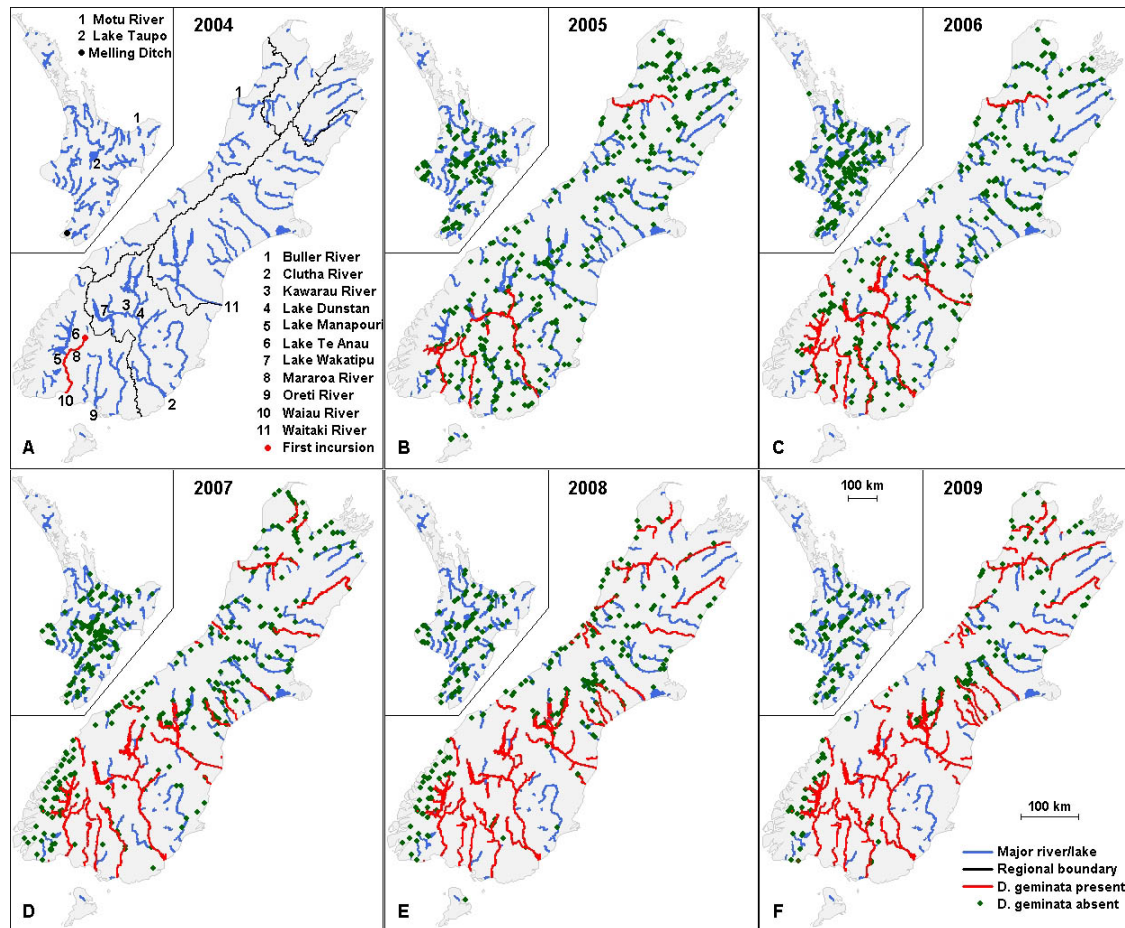 1 Motu River
2 Lake Taupo
Melling Ditch
2004
1
2
1
1 Buller River
2 Clutha River
3 Kawarau River
4 Lake Dunstan
5 Lake Manapouri
6 Lake Te Anau
7 Lake Wakatipu
8 Mararoa River
9 Oreti River
10 Waiau River
11 Waitaki River
First incursion
3
7
4
11
6
5
8
10
9
2
A
2005
B
2006
C
2007
D
2008
E
2009
100 km
100 km
Major river/lake
Regional boundary
D. geminata present
D. geminata absent
F